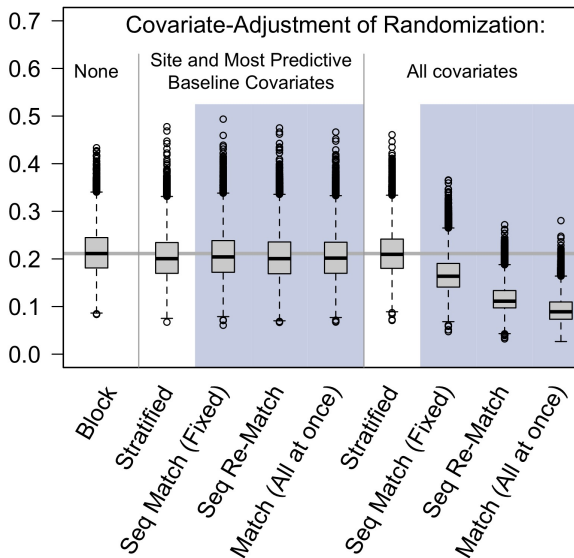 Covariate-Adjustment of Randomization:
None
Site and Most Predictive
Baseline Covariates
All covariates
0.7
0.6
0.5
0.4
0.3
0.2
0.1
0.0
Block
Stratified
Seq Match (Fixed)
Seq Re-Match
Match (All at once)
Stratified
Seq Match (Fixed)
Seq Re-Match
Match (All at once)